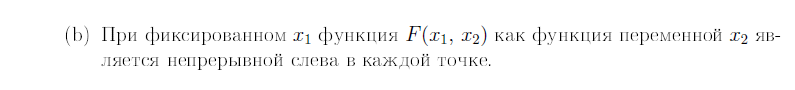 (b) При фиксированном x₁ функция F(x₁, x₂) как функция переменной x₂ яв-
ляется непрерывной слева в каждой точке.